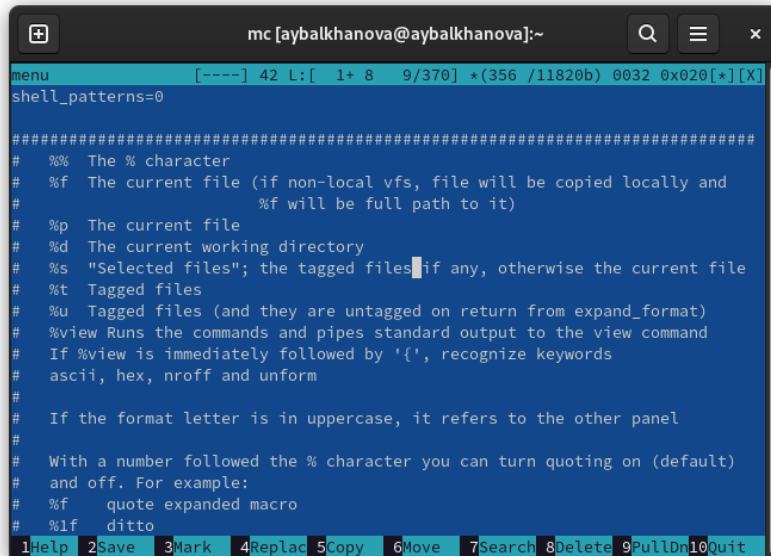 mc [aybalkhanova@aybalkhanova]:~
menu [----] 42 L:[ 1+ 8 9/370] *(356 /11820b) 0032 0x020[*][X]
shell_patterns=0
###############################################################################
# %% The % character
# %f The current file (if non-local vfs, file will be copied locally and
# %f will be full path to it)
# %p The current file
# %d The current working directory
# %s "Selected files"; the tagged files if any, otherwise the current file
# %t Tagged files
# %u Tagged files (and they are untagged on return from expand_format)
# %view Runs the commands and pipes standard output to the view command
# If %view is immediately followed by '{', recognize keywords
# ascii, hex, nroff and unform
#
# If the format letter is in uppercase, it refers to the other panel
#
# With a number followed the % character you can turn quoting on (default)
# and off. For example:
# %f quote expanded macro
# %1f ditto
1Help 2Save 3Mark 4Replac 5Copy 6Move 7Search 8Delete 9PullDn 10Quit